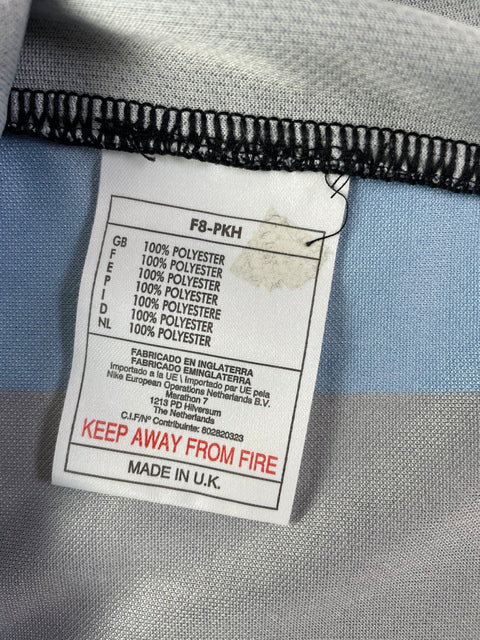 F8-PKH
GB 100% POLYESTER
F 100% POLYESTER
E 100% POLYESTER
P 100% POLYESTER
I 100% POLYESTERE
D 100% POLYESTER
NL 100% POLYESTER
FABRICADO EN INGLATERRA
FABRICADO EMINGLATERRA
Importado a la UE \ Importado par UE pela
Nike European Operations Netherlands B.V.
Marathon 7
1213 PD Hilversum
The Netherlands
C.I.F/Nº Contribuinte: 602820323
KEEP AWAY FROM FIRE
MADE IN U.K.